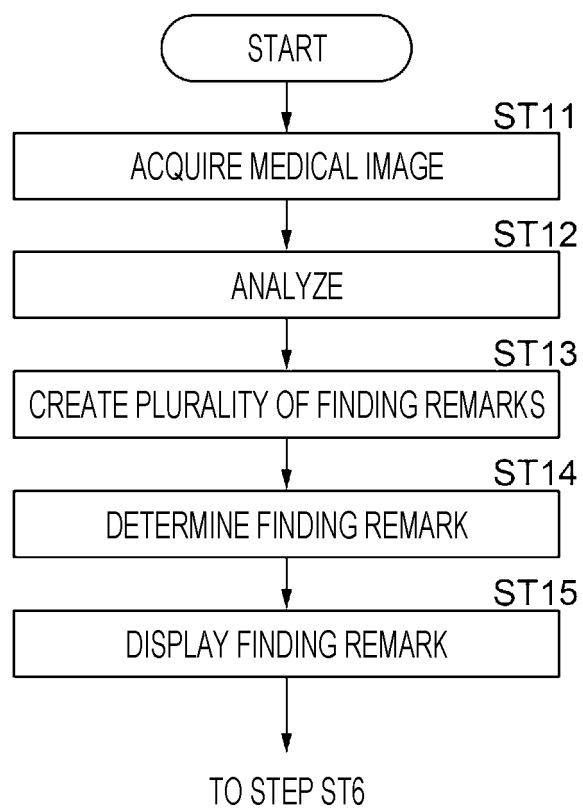 START
ST11
ACQUIRE MEDICAL IMAGE
ST12
ANALYZE
ST13
CREATE PLURALITY OF FINDING REMARKS
ST14
DETERMINE FINDING REMARK
ST15
DISPLAY FINDING REMARK
TO STEP ST6